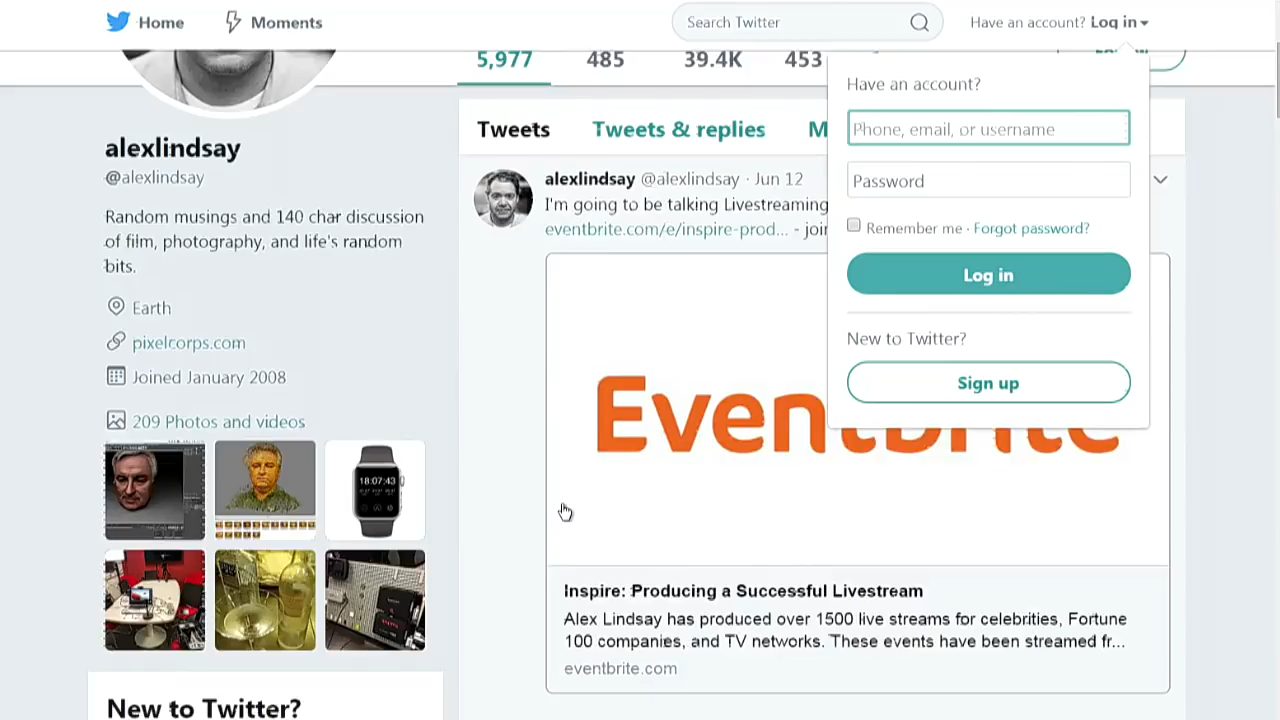 Home
Moments
Search Twitter
Have an account? Log in
5,977
485
39.4K
453
alexlindsay
@alexlindsay
Random musings and 140 char discussion
of film, photography, and life's random
bits.
Earth
pixelcorps.com
Joined January 2008
209 Photos and videos
18:07:43
New to Twitter?
Tweets
Tweets & replies
M
alexlindsay @alexlindsay · Jun 12
I'm going to be talking Livestreaming
eventbrite.com/e/inspire-prod... - join
Eventbrite
Inspire: Producing a Successful Livestream
Alex Lindsay has produced over 1500 live streams for celebrities, Fortune
100 companies, and TV networks. These events have been streamed fr...
eventbrite.com
Have an account?
Phone, email, or username
Password
Remember me · Forgot password?
Log in
New to Twitter?
Sign up